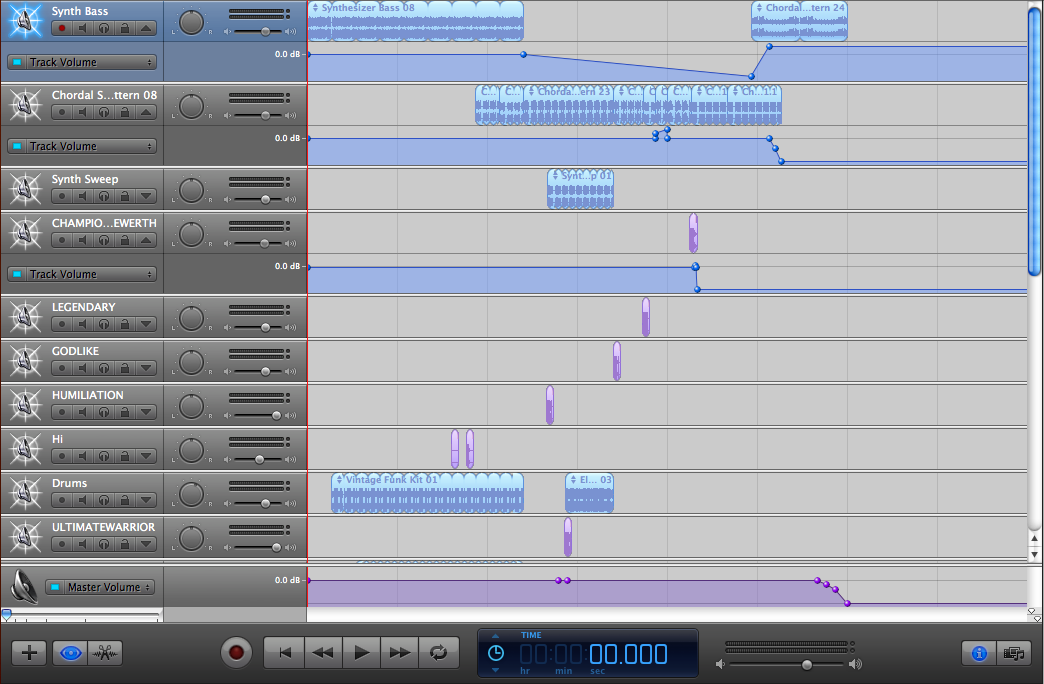 Synth Bass
Synthesizer Bass 08
Chordal...tern 24
L R
Track Volume
0.0 dB
Chordal S...ttern 08
C... C... Chorda...ern 23 C... C C C... C...1 Ch...1.1
L R
Track Volume
0.0 dB
Synth Sweep
Synt...p 01
L R
CHAMPIO...EWERTH
L R
Track Volume
0.0 dB
LEGENDARY
L R
GODLIKE
L R
HUMILIATION
L R
Hi
L R
Drums
Vintage Funk Kit 01
El... 03
L R
ULTIMATEWARRIOR
L R
Master Volume
0.0 dB
TIME
00:00:00.000
hr min sec